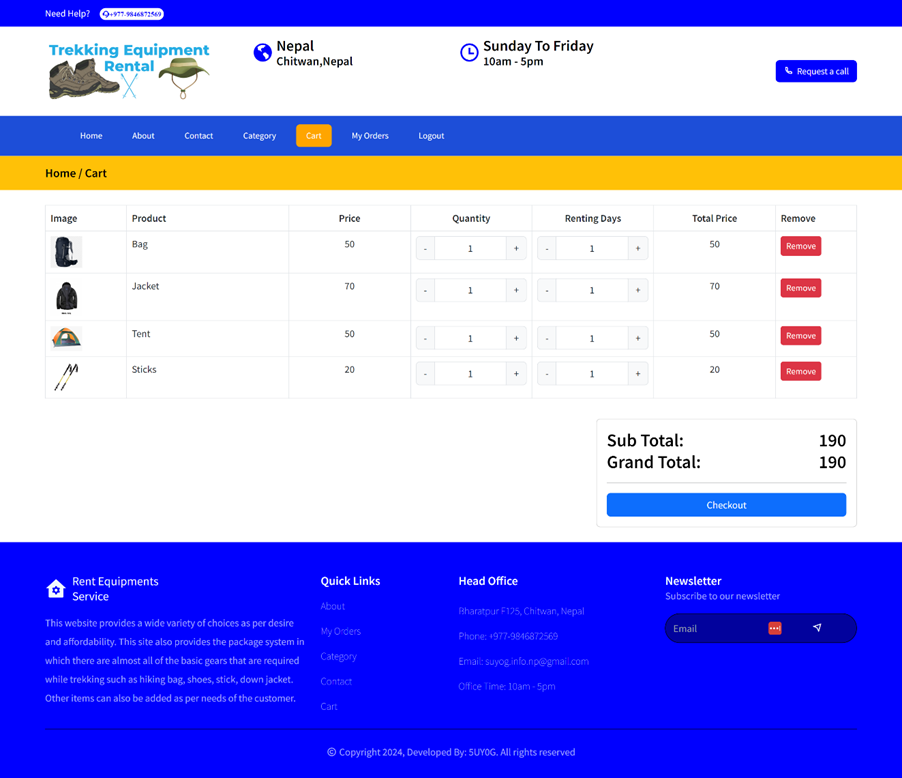 Need Help? +977-9846872569
Trekking Equipment
Rental
Nepal
Chitwan,Nepal
Sunday To Friday
10am - 5pm
Request a call
Home About Contact Category Cart My Orders Logout
Home / Cart
Image Product Price Quantity Renting Days Total Price Remove
Bag 50 - 1 + - 1 + 50 Remove
Jacket 70 - 1 + - 1 + 70 Remove
Tent 50 - 1 + - 1 + 50 Remove
Sticks 20 - 1 + - 1 + 20 Remove
Sub Total: 190
Grand Total: 190
Checkout
Rent Equipments
Service
This website provides a wide variety of choices as per desire
and affordability. This site also provides the package system in
which there are almost all of the basic gears that are required
while trekking such as hiking bag, shoes, stick, down jacket.
Other items can also be added as per needs of the customer.
Quick Links
About
My Orders
Category
Contact
Cart
Head Office
Bharatpur F125, Chitwan, Nepal
Phone: +977-9846872569
Email: suyog.info.np@gmail.com
Office Time: 10am - 5pm
Newsletter
Subscribe to our newsletter
Email
© Copyright 2024, Developed By: 5UY0G. All rights reserved